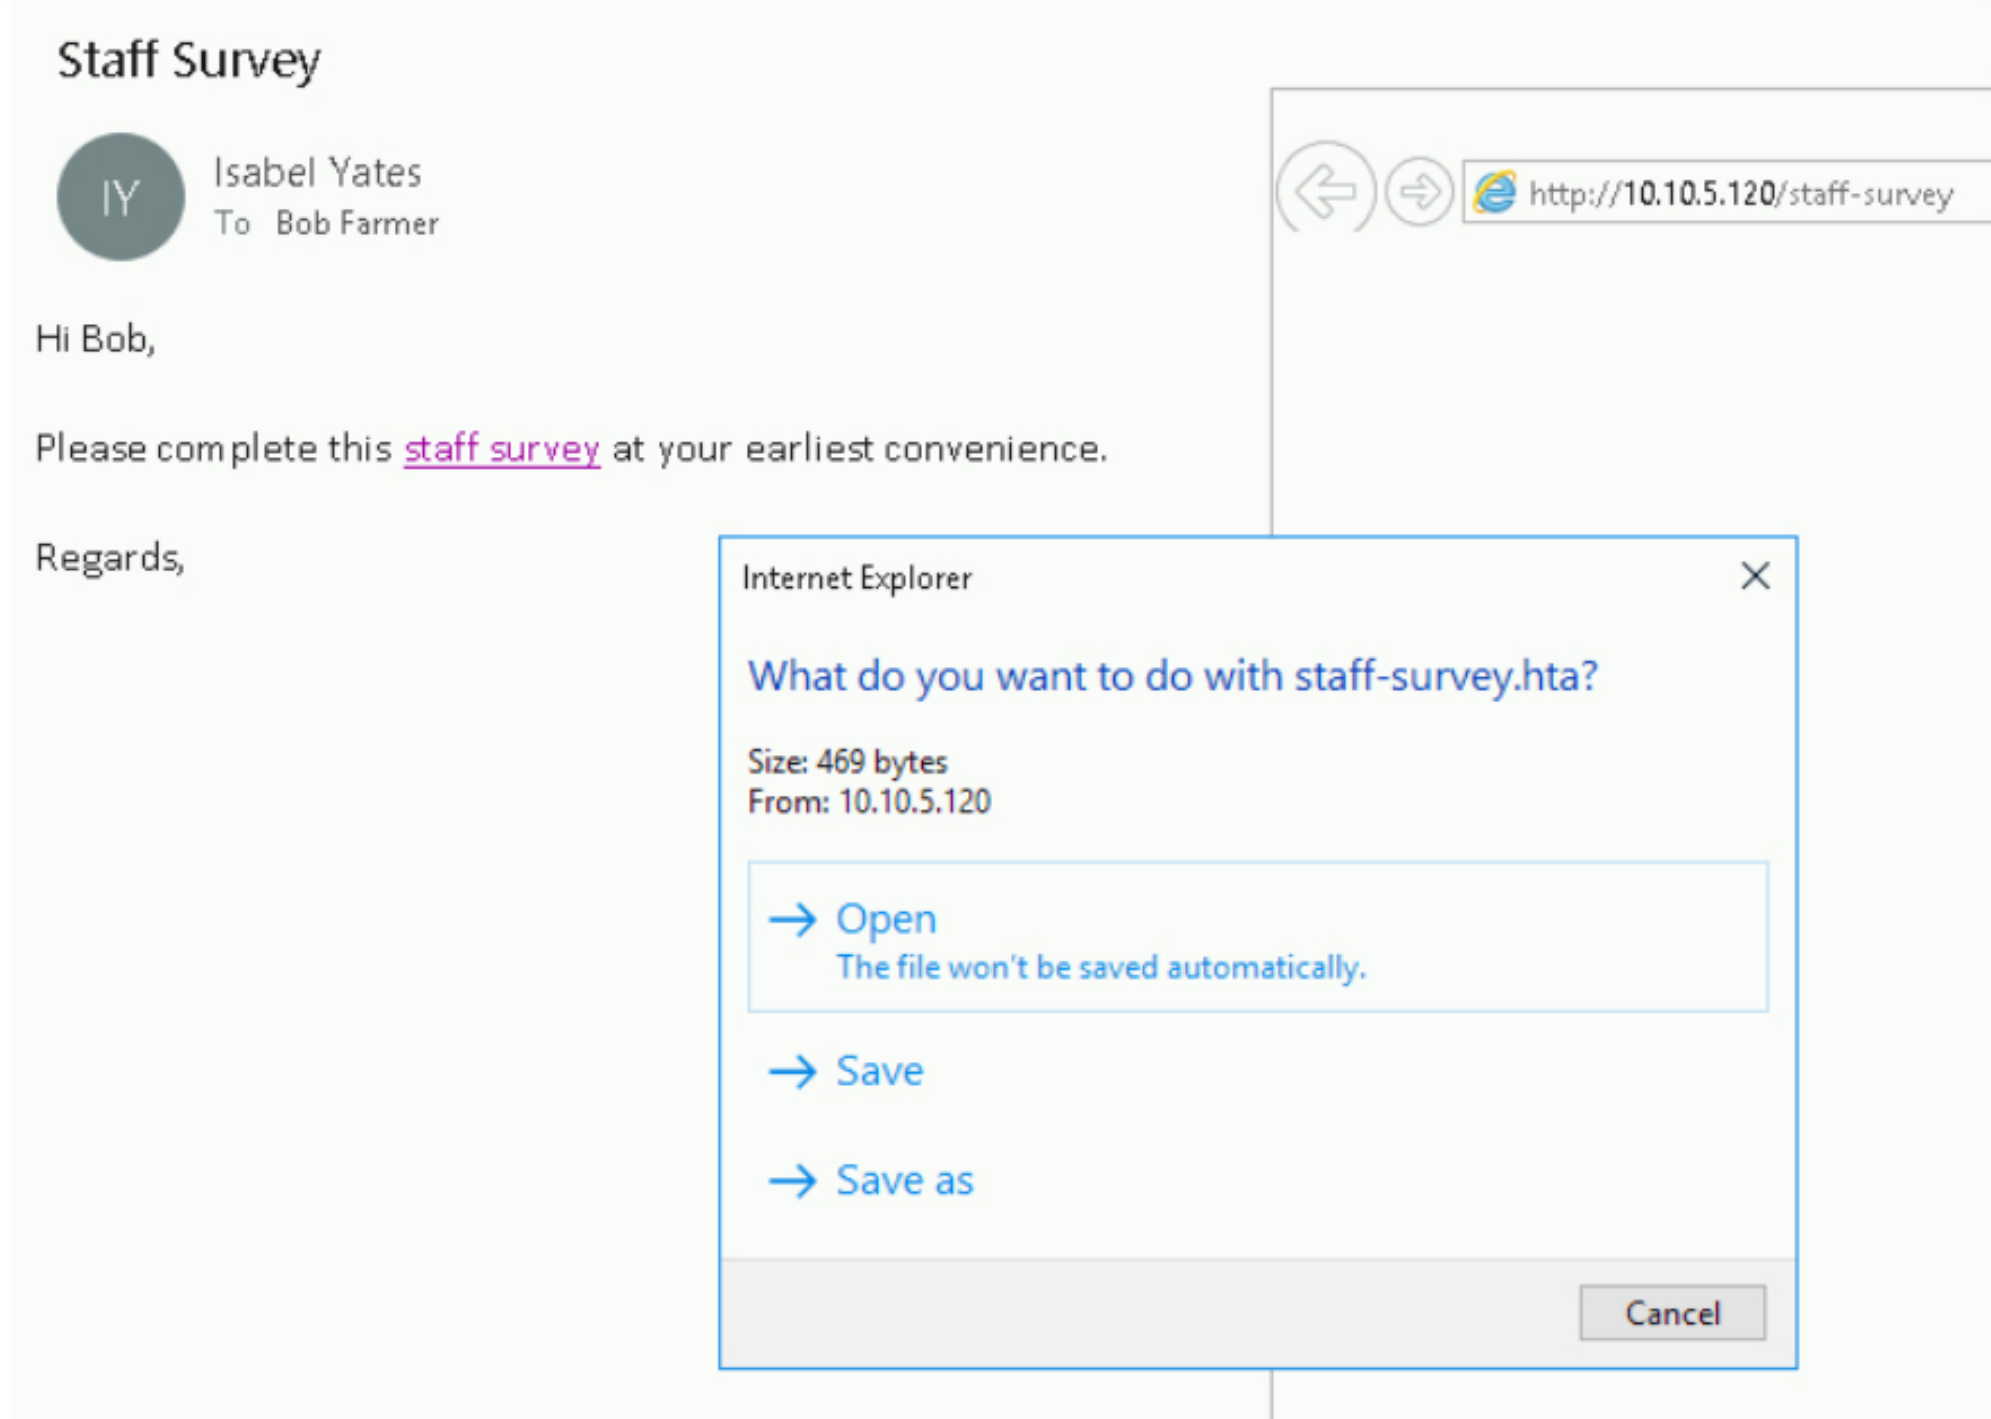 Staff Survey
IY
Isabel Yates
To Bob Farmer
http://10.10.5.120/staff-survey
Hi Bob,
Please complete this staff survey at your earliest convenience.
Regards,
Internet Explorer
What do you want to do with staff-survey.hta?
Size: 469 bytes
From: 10.10.5.120
Open
The file won't be saved automatically.
Save
Save as
Cancel